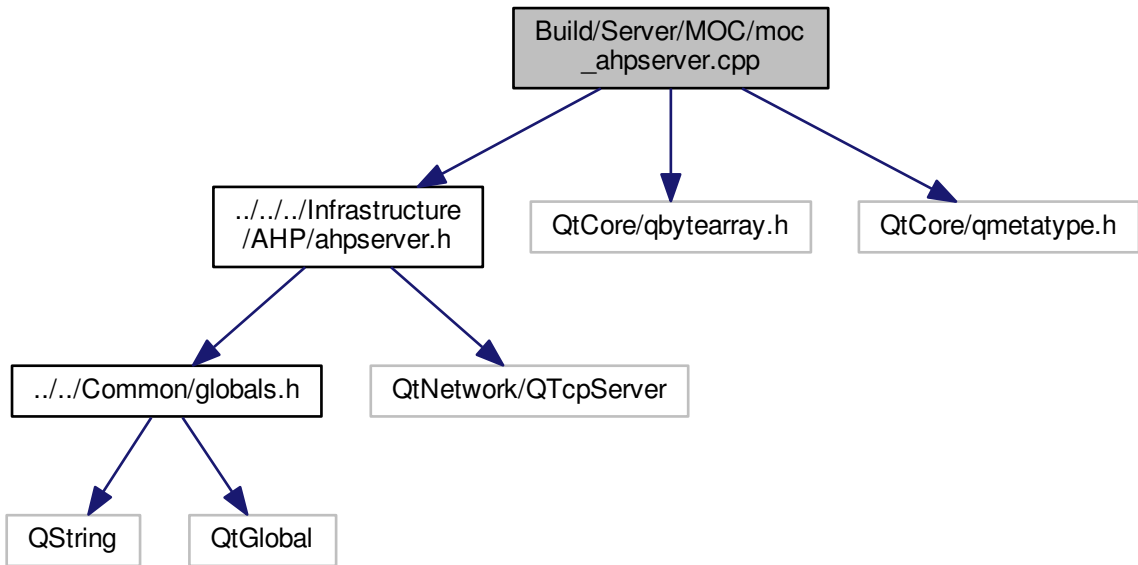 Build/Server/MOC/moc
_ahpserver.cpp
../../../Infrastructure
/AHP/ahpserver.h
QtCore/qbytearray.h
QtCore/qmetatype.h
../../Common/globals.h
QtNetwork/QTcpServer
QString
QtGlobal